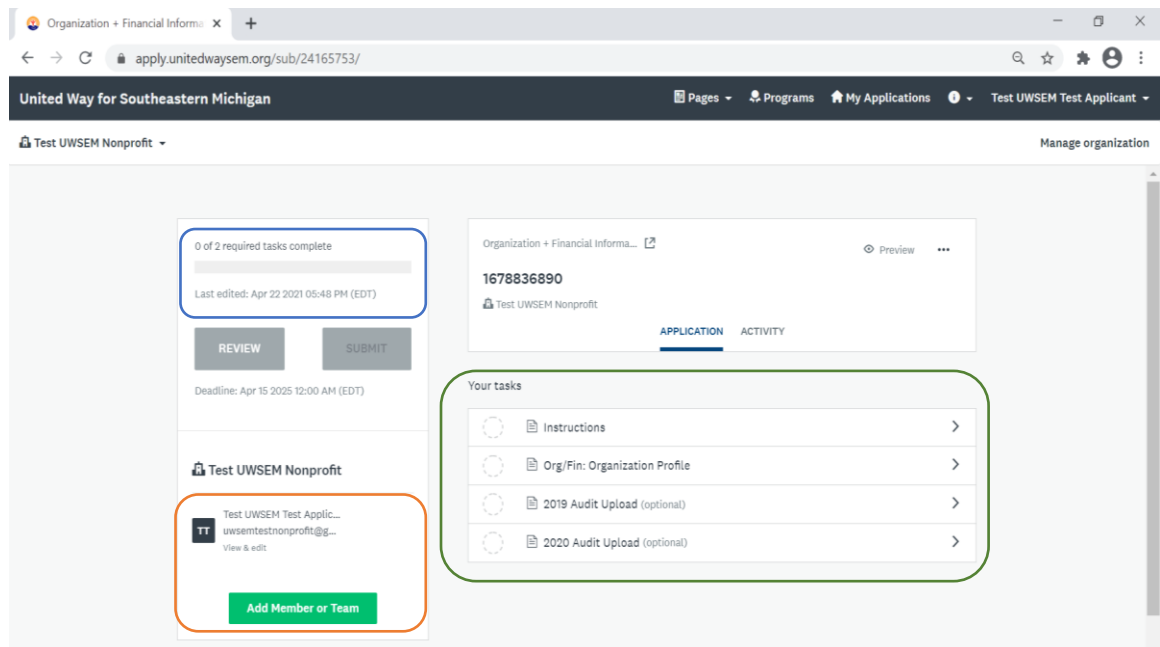 Organization + Financial Informa
apply.unitedwaysem.org/sub/24165753/
United Way for Southeastern Michigan
Pages
Programs
My Applications
Test UWSEM Test Applicant
Test UWSEM Nonprofit
Manage organization
0 of 2 required tasks complete
Last edited: Apr 22 2021 05:48 PM (EDT)
REVIEW
SUBMIT
Deadline: Apr 15 2025 12:00 AM (EDT)
Test UWSEM Nonprofit
TT
Test UWSEM Test Applic...
uwsemtestnonprofit@g...
View & edit
Add Member or Team
Organization + Financial Informa...
Preview
1678836890
Test UWSEM Nonprofit
APPLICATION
ACTIVITY
Your tasks
Instructions
Org/Fin: Organization Profile
2019 Audit Upload (optional)
2020 Audit Upload (optional)